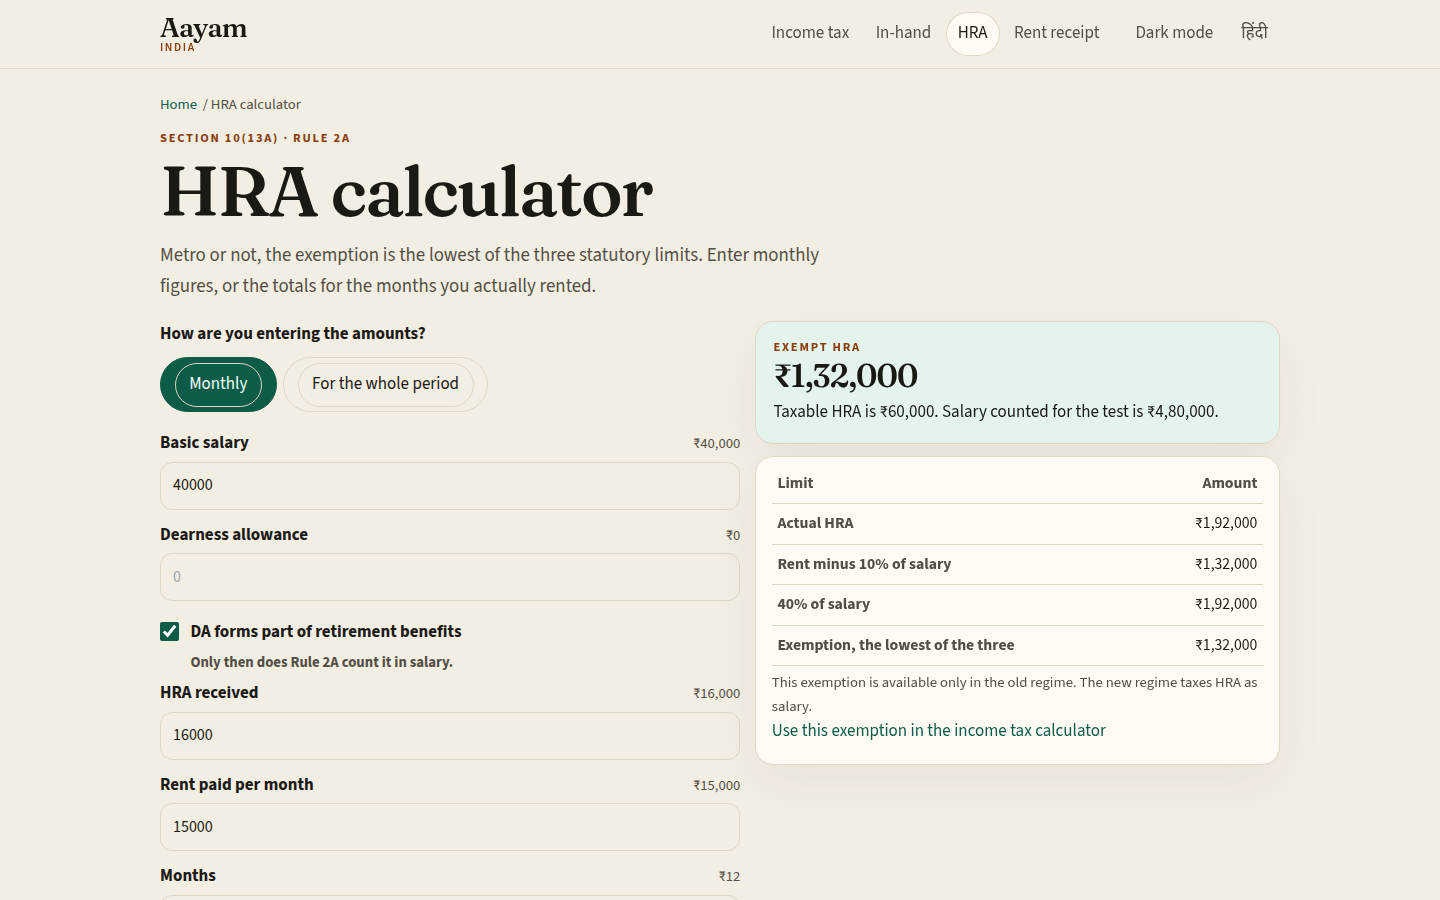 Aayam
INDIA
Income tax
In-hand
HRA
Rent receipt
Dark mode
हिंदी
Home / HRA calculator
SECTION 10(13A) · RULE 2A
HRA calculator
Metro or not, the exemption is the lowest of the three statutory limits. Enter monthly
figures, or the totals for the months you actually rented.
How are you entering the amounts?
Monthly
For the whole period
Basic salary ₹40,000
40000
Dearness allowance ₹0
0
DA forms part of retirement benefits
Only then does Rule 2A count it in salary.
HRA received ₹16,000
16000
Rent paid per month ₹15,000
15000
Months ₹12
EXEMPT HRA
₹1,32,000
Taxable HRA is ₹60,000. Salary counted for the test is ₹4,80,000.
Limit Amount
Actual HRA ₹1,92,000
Rent minus 10% of salary ₹1,32,000
40% of salary ₹1,92,000
Exemption, the lowest of the three ₹1,32,000
This exemption is available only in the old regime. The new regime taxes HRA as
salary.
Use this exemption in the income tax calculator